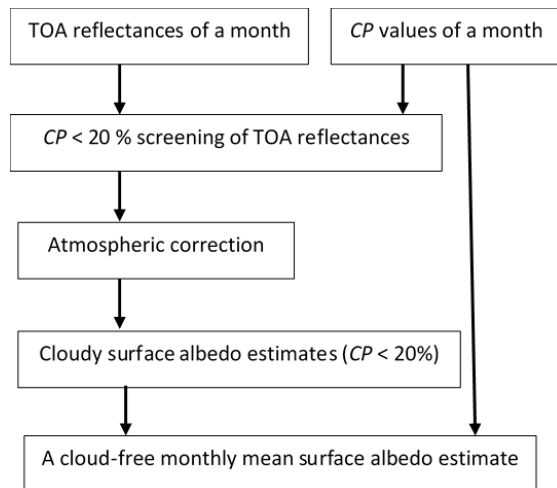 TOA reflectances of a month
CP values of a month
CP < 20 % screening of TOA reflectances
Atmospheric correction
Cloudy surface albedo estimates (CP < 20%)
A cloud-free monthly mean surface albedo estimate